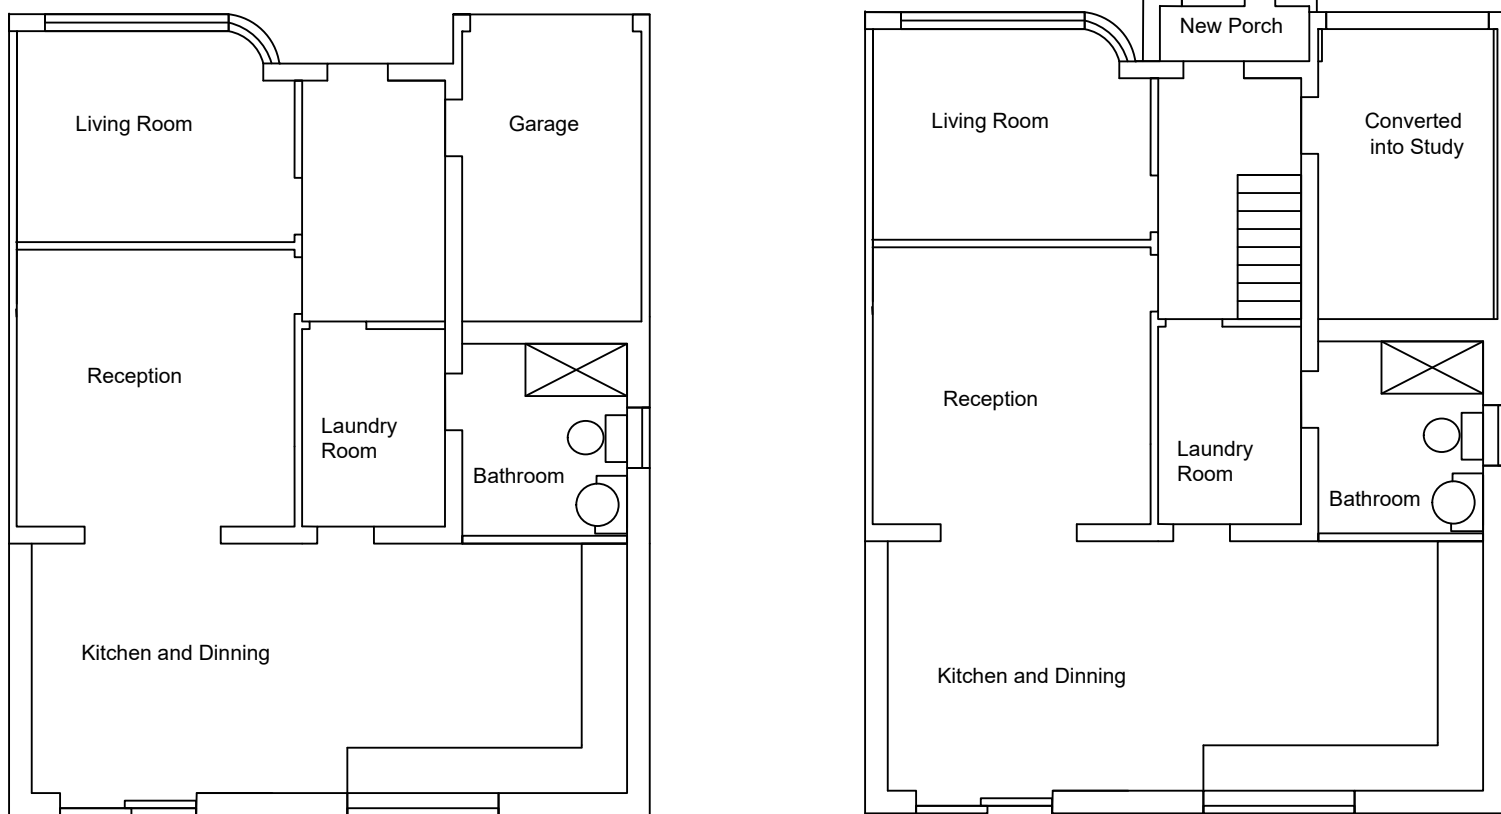 Living Room
Garage
Reception
Laundry
Room
Bathroom
Kitchen and Dinning
New Porch
Living Room
Converted
into Study
Reception
Laundry
Room
Bathroom
Kitchen and Dinning